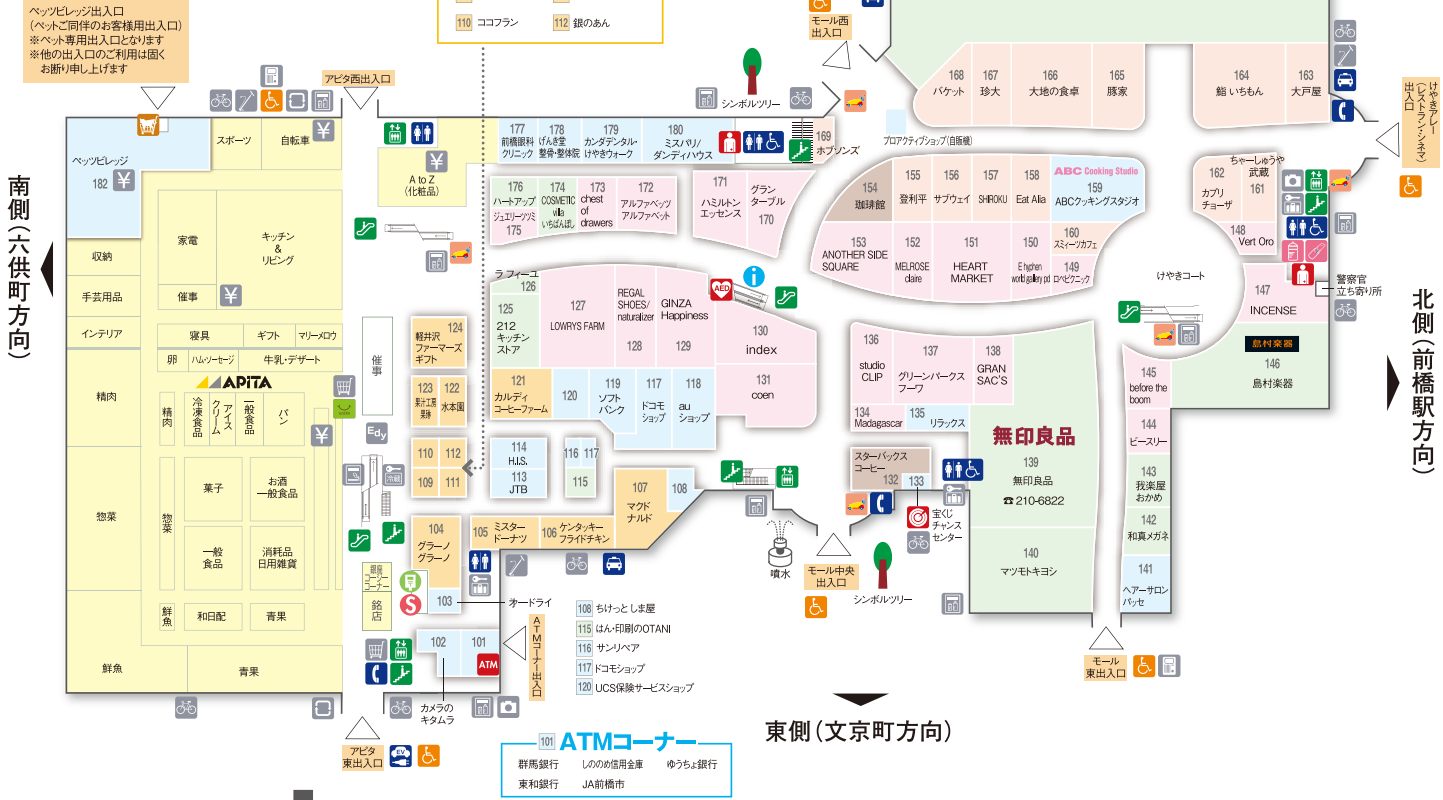 ペッツビレッジ出入口
(ペットご同伴のお客様用出入口)
※ペット専用出入口となります
※他の出入口のご利用は固く
お断り申し上げます
110 ココフラン
112 銀のあん
モール西
出入口
アピタ西出入口
シンボルツリー
けやきアレー
(レストラン・シネマ)
出入口
168
バケット
167
珍大
166
大地の食卓
165
豚家
164
鮨 いちもん
163
大戸屋
プロアクティブショップ(自販機)
169
ホブソンズ
ペッツビレッジ
182
スポーツ
自転車
A to Z
(化粧品)
177
前橋眼科
クリニック
178
げんき堂
整骨・整体院
179
カンダデンタル・
けやきウォーク
180
ミスパリ/
ダンディハウス
176
ハートアップ
ジュエリーツツミ
175
174
COSMETIC
villa
いちばんぼし
173
chest
of
drawers
172
アルファベッツ
アルファベット
171
ハミルトン
エッセンス
グラン
ターブル
170
154
珈琲館
155
登利平
156
サブウェイ
157
SHIROKU
158
Eat Alia
ABC Cooking Studio
159
ABCクッキングスタジオ
160
スミィーツカフェ
162
カプリ
チョーザ
ちゃーしゅうや
武蔵
161
148
Vert Oro
153
ANOTHER SIDE
SQUARE
152
MELROSE
claire
151
HEART
MARKET
150
E hyphen
world gallery pd
149
ロペピクニック
けやきコート
147
INCENSE
警察官
立ち寄り所
島村楽器
146
島村楽器
南側(六供町方向)
北側(前橋駅方向)
収納
手芸用品
インテリア
精肉
惣菜
鮮魚
家電
キッチン
&
リビング
催事
寝具
ギフト
マリーメロウ
卵
ハム・ソーセージ
牛乳・デザート
APiTA
精肉
冷凍食品
アイス
クリーム
一般食品
パン
惣菜
菓子
お酒
一般食品
一般
食品
消耗品
日用雑貨
鮮魚
和日配
青果
青果
催事
Edy
銀座
コージー
コーナー
銘店
ラ フィーユ
126
125
212
キッチン
ストア
127
LOWRYS FARM
REGAL
SHOES/
naturalizer
128
GINZA
Happiness
129
AED
130
index
131
coen
軽井沢
ファーマーズ
ギフト
124
123
果汁工房
果琳
122
水本園
121
カルディ
コーヒーファーム
120
119
ソフト
バンク
117
ドコモ
ショップ
118
au
ショップ
110
112
109
111
114
H.I.S.
113
JTB
116
117
115
107
マクド
ナルド
108
104
グラーノ
グラーノ
105
ミスター
ドーナツ
106
ケンタッキー
フライドチキン
103
オードライ
102
101
ATM
カメラの
キタムラ
ATMコーナー出入口
136
studio
CLIP
137
グリーンパークス
フーワ
138
GRAN
SAC'S
134
Madagascar
135
リラックス
スターバックス
コーヒー
132
133
宝くじ
チャンス
センター
無印良品
139
無印良品
☎210-6822
140
マツモトキヨシ
145
before the
boom
144
ビースリー
143
我楽屋
おかめ
142
和真メガネ
141
ヘアーサロン
パッセ
噴水
モール中央
出入口
シンボルツリー
モール
東出入口
アピタ
東出入口
EV
108 ちけっと しま屋
115 はん・印刷のOTANI
116 サンリペア
117 ドコモショップ
120 UCS保険サービスショップ
東側(文京町方向)
101 ATMコーナー
群馬銀行 しののめ信用金庫 ゆうちょ銀行
東和銀行 JA前橋市